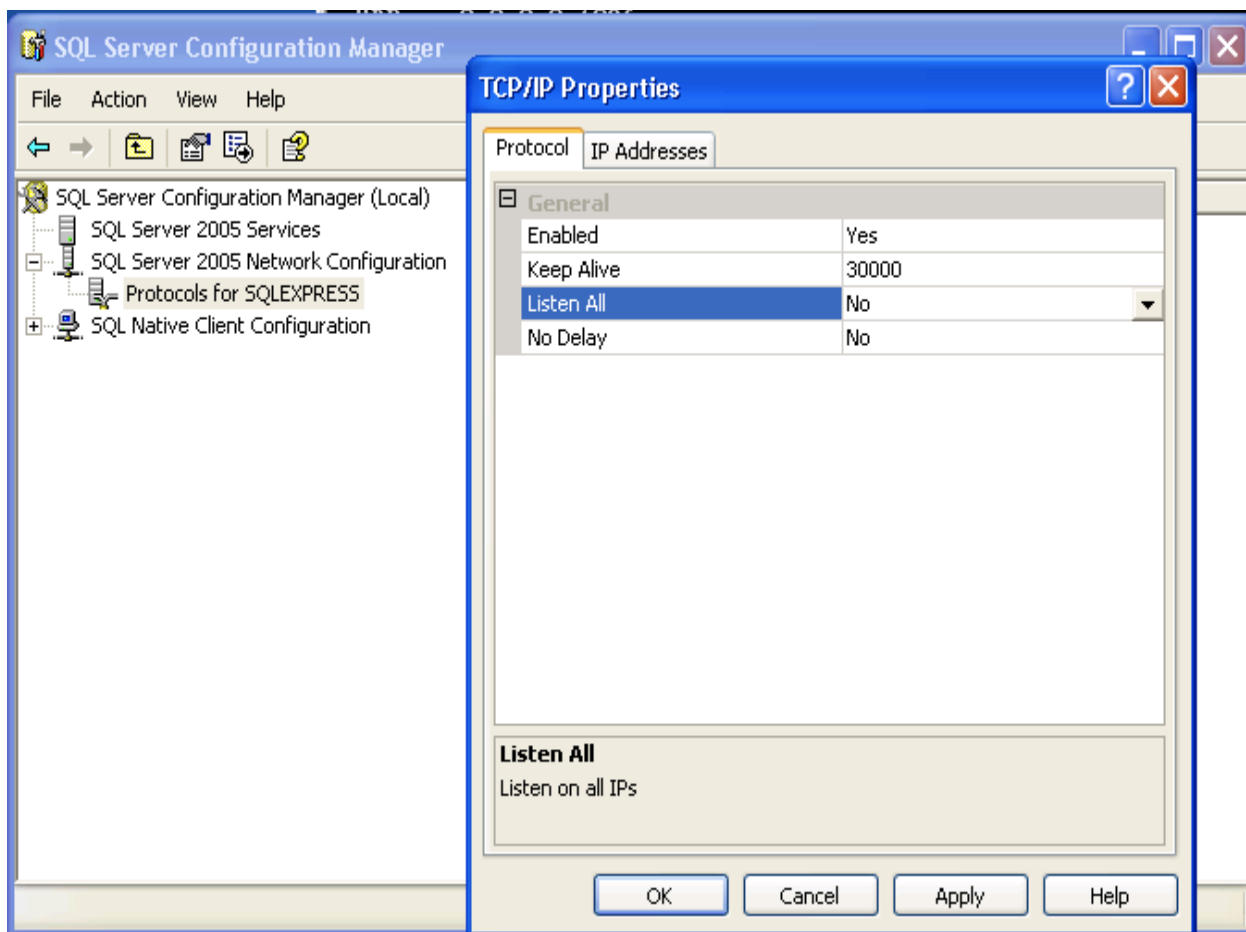 SQL Server Configuration Manager
File Action View Help
SQL Server Configuration Manager (Local)
SQL Server 2005 Services
SQL Server 2005 Network Configuration
Protocols for SQLEXPRESS
SQL Native Client Configuration
TCP/IP Properties
Protocol IP Addresses
General
Enabled Yes
Keep Alive 30000
Listen All No
No Delay No
Listen All
Listen on all IPs
OK Cancel Apply Help